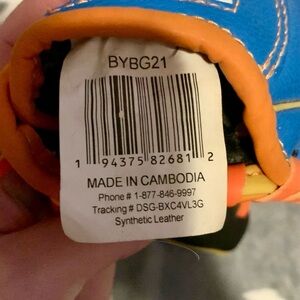 BYBG21
1 94375 82681 2
MADE IN CAMBODIA
Phone # 1-877-846-9997
Tracking # DSG-BXC4VL3G
Synthetic Leather